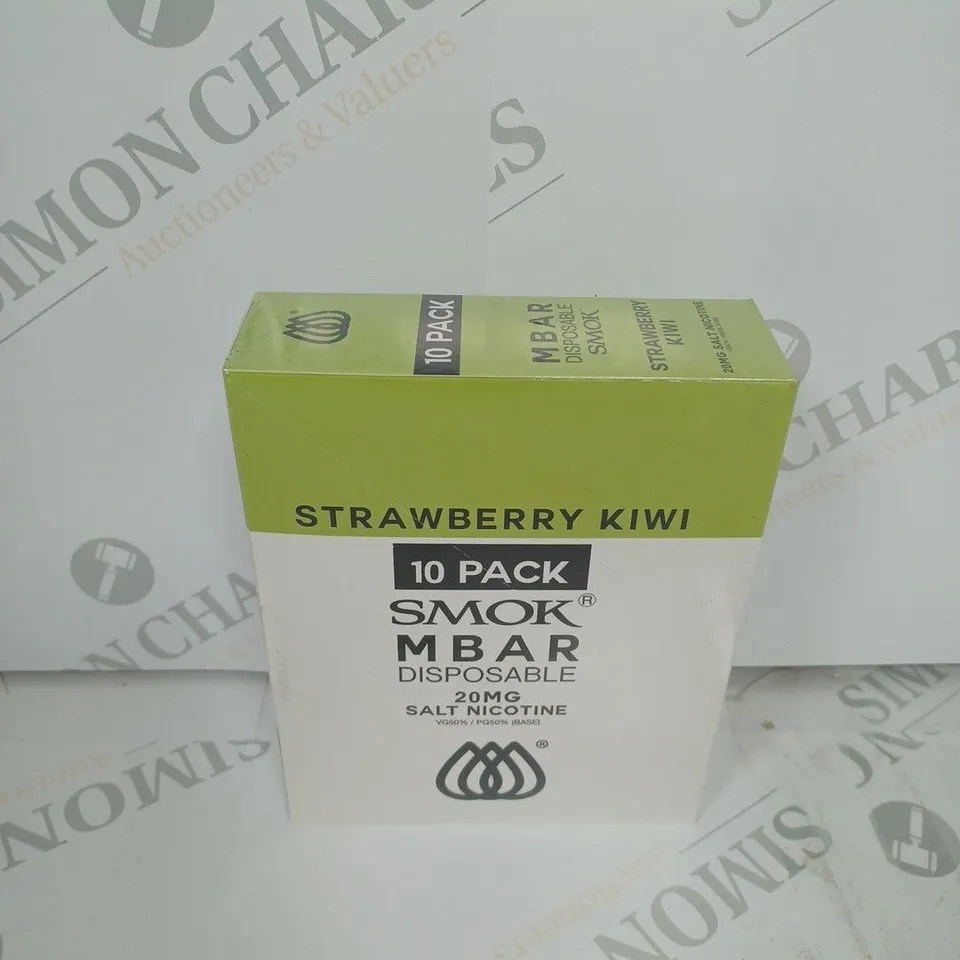 SIMON CHARLES
Auctioneers & Valuers
10 PACK
MBAR
DISPOSABLE
SMOK
STRAWBERRY
KIWI
20MG SALT NICOTINE
STRAWBERRY KIWI
10 PACK
SMOK®
MBAR
DISPOSABLE
20MG
SALT NICOTINE
VG50% / PG50% (BASE)
®